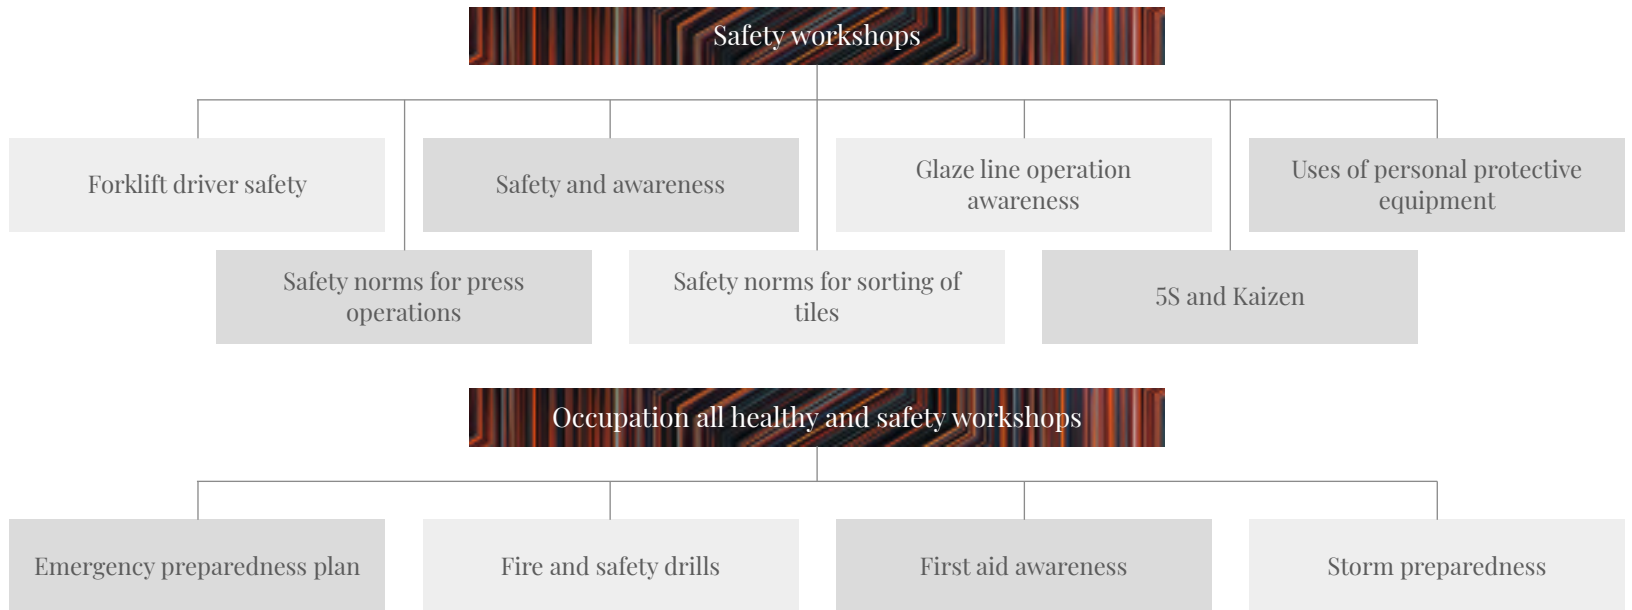 Safety workshops
Forklift driver safety
Safety and awareness
Glaze line operation
awareness
Uses of personal protective
equipment
Safety norms for press
operations
Safety norms for sorting of
tiles
5S and Kaizen
Occupation all healthy and safety workshops
Emergency preparedness plan
Fire and safety drills
First aid awareness
Storm preparedness